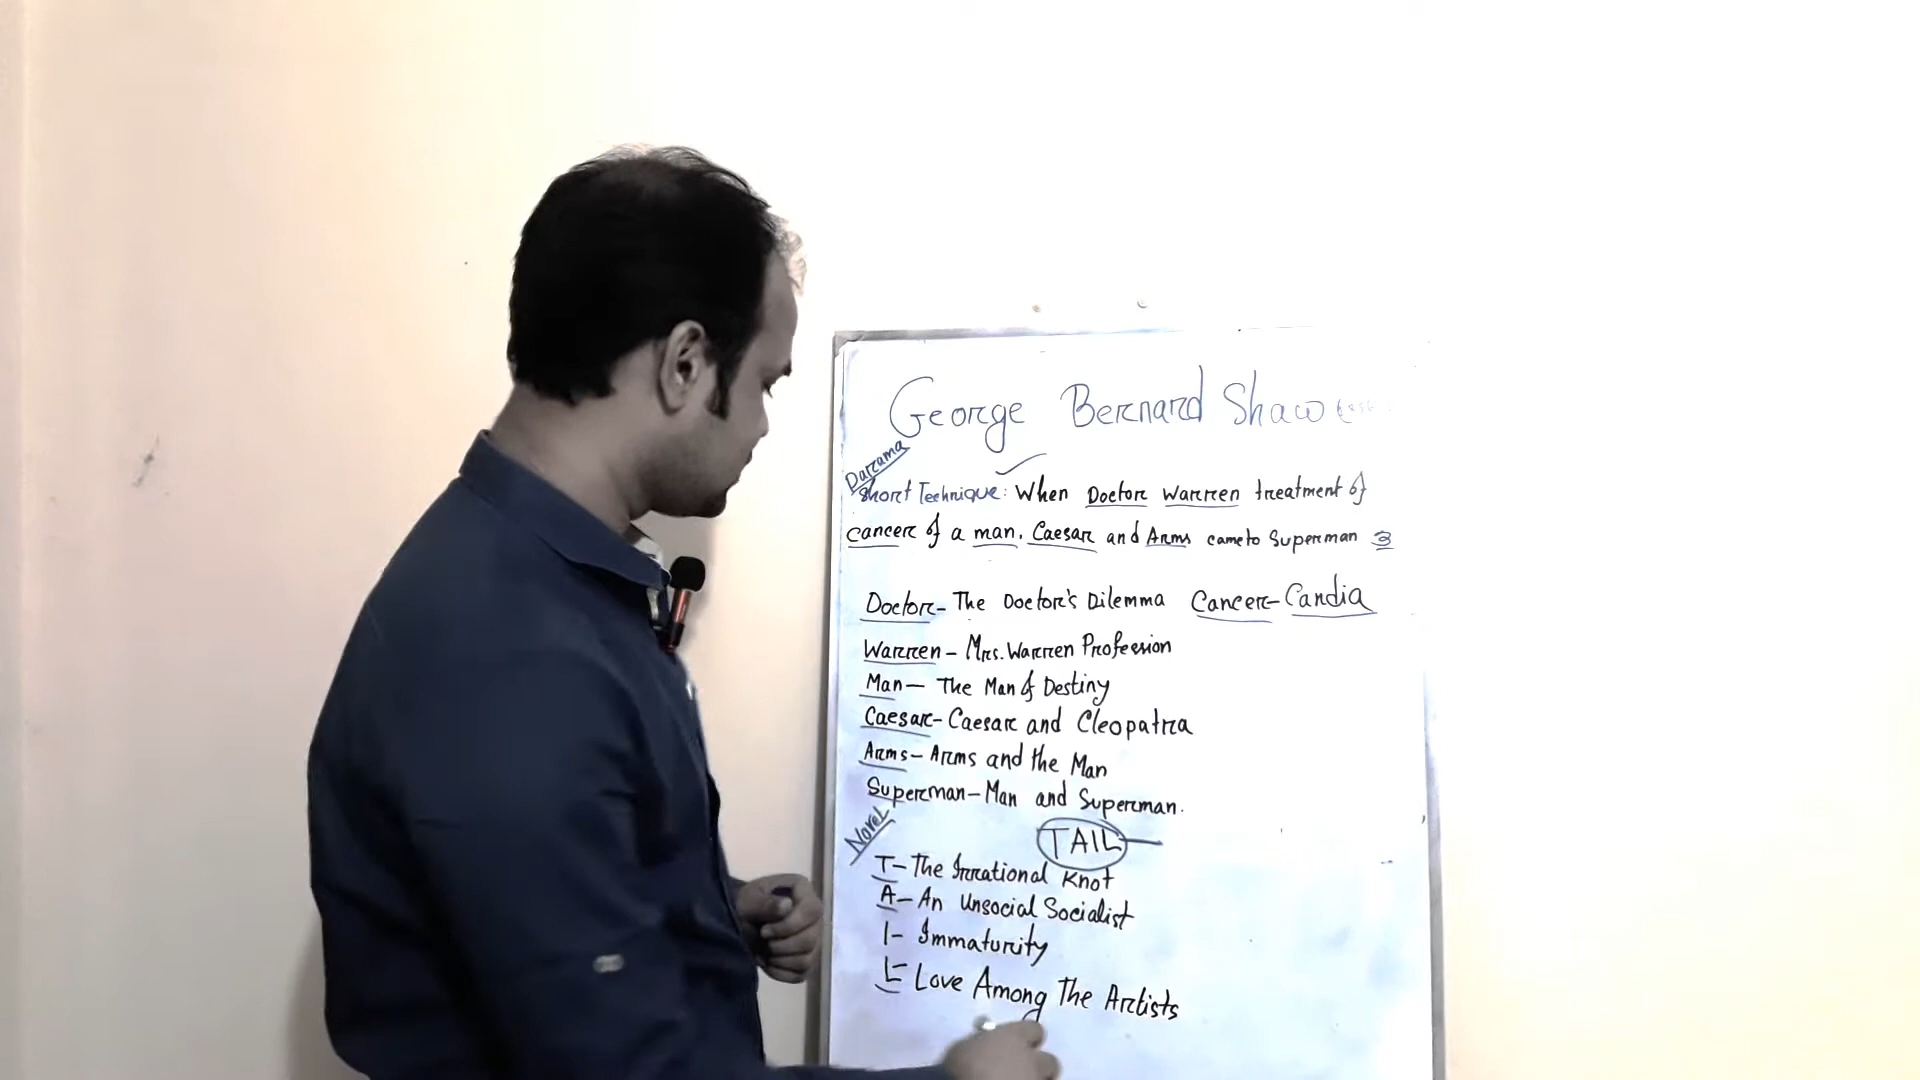 George Bernard Shaw
Darama
Short Technique: When Doctor Warren treatment of
cancer of a man. Caesar and Arms came to Superman
Doctor- The Doctor's Dilemma Cancer- Candia
Warren - Mrs. Warren Profession
Man- The Man of Destiny
Caesar- Caesar and Cleopatra
Arms- Arms and the Man
Superman- Man and Superman.
Novel
TAIL
T- The Irrational Knot
A- An Unsocial Socialist
I- Immaturity
L- Love Among The Artists